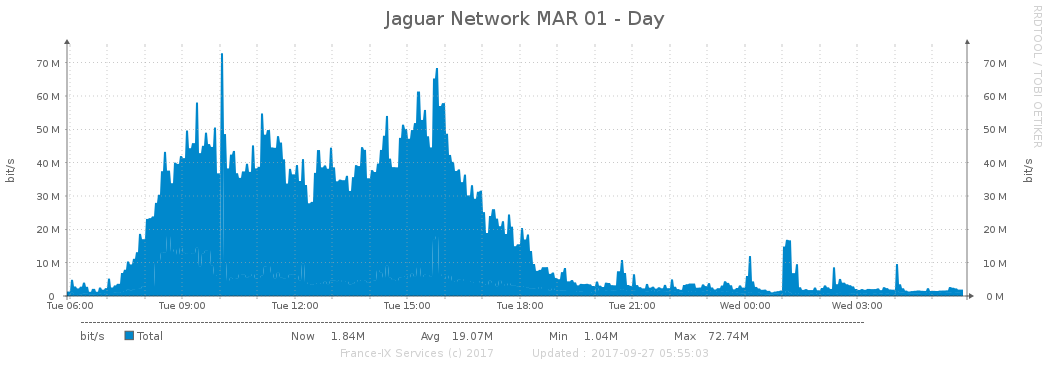 Jaguar Network MAR 01 - Day
RRDTOOL / TOBI OETIKER
bit/s
70 M
60 M
50 M
40 M
30 M
20 M
10 M
0
70 M
60 M
50 M
40 M
30 M
20 M
10 M
0 M
bit/s
Tue 06:00 Tue 09:00 Tue 12:00 Tue 15:00 Tue 18:00 Tue 21:00 Wed 00:00 Wed 03:00
bit/s Total Now 1.84M Avg 19.07M Min 1.04M Max 72.74M
France-IX Services (c) 2017 Updated : 2017-09-27 05:55:03